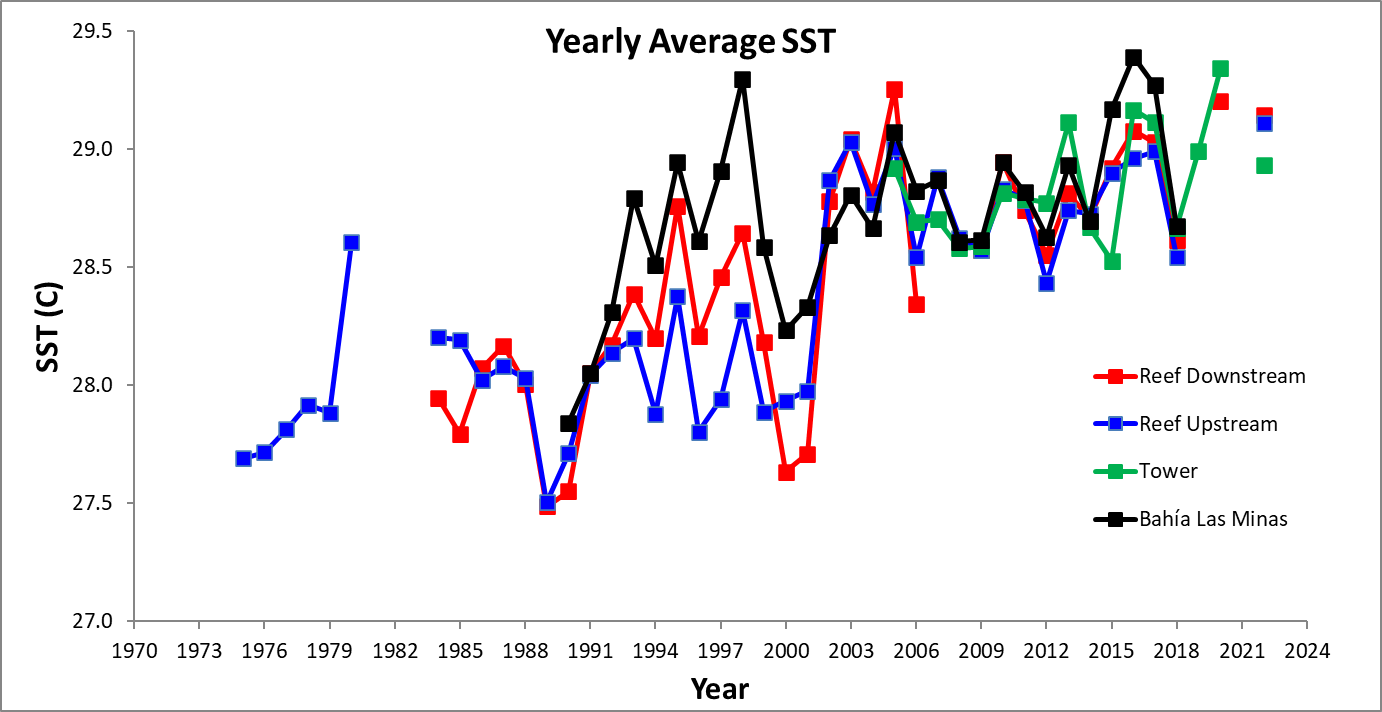 Yearly Average SST
29.5
29.0
28.5
28.0
27.5
27.0
SST (C)
Reef Downstream
Reef Upstream
Tower
Bahía Las Minas
1970 1973 1976 1979 1982 1985 1988 1991 1994 1997 2000 2003 2006 2009 2012 2015 2018 2021 2024
Year